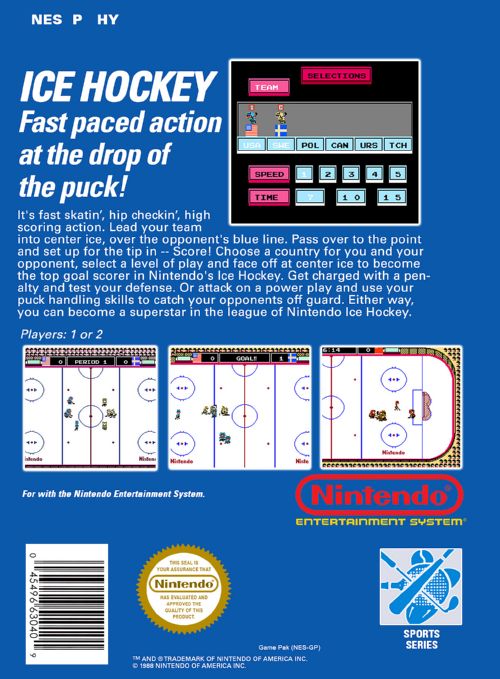 NES P HY
ICE HOCKEY
Fast paced action
at the drop of
the puck!
SELECTIONS
TEAM
USA SWE POL CAN URS TCH
SPEED 1 2 3 4 5
TIME 7 10 15
It's fast skatin', hip checkin', high
scoring action. Lead your team
into center ice, over the opponent's blue line. Pass over to the point
and set up for the tip in -- Score! Choose a country for you and your
opponent, select a level of play and face off at center ice to become
the top goal scorer in Nintendo's Ice Hockey. Get charged with a pen-
alty and test your defense. Or attack on a power play and use your
puck handling skills to catch your opponents off guard. Either way,
you can become a superstar in the league of Nintendo Ice Hockey.
Players: 1 or 2
0 PERIOD 1 0
Nintendo Ninten
0 GOAL!! 1
Nintendo Ninten
6:14 0
Nintendo
For with the Nintendo Entertainment System.
Nintendo®
ENTERTAINMENT SYSTEM®
0 45496 63040 9
THIS SEAL IS
YOUR ASSURANCE THAT
Nintendo
HAS EVALUATED AND
APPROVED THE
QUALITY OF THIS
PRODUCT.
SPORTS
SERIES
Game Pak (NES-GP)
TM AND ® TRADEMARK OF NINTENDO OF AMERICA INC.
© 1988 NINTENDO OF AMERICA INC.